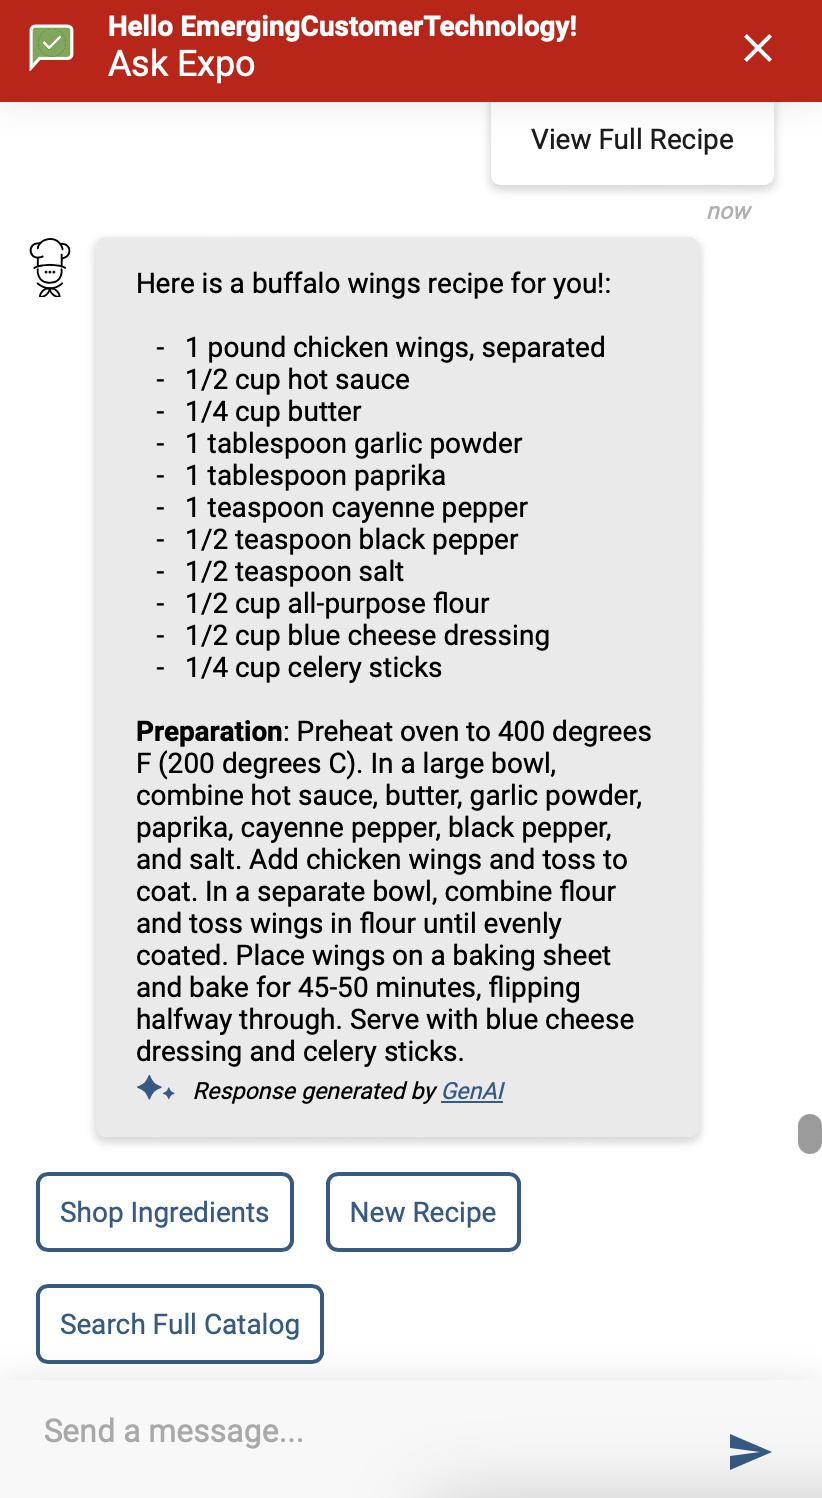 Hello EmergingCustomerTechnology!
Ask Expo
View Full Recipe
now
Here is a buffalo wings recipe for you!:
- 1 pound chicken wings, separated
- 1/2 cup hot sauce
- 1/4 cup butter
- 1 tablespoon garlic powder
- 1 tablespoon paprika
- 1 teaspoon cayenne pepper
- 1/2 teaspoon black pepper
- 1/2 teaspoon salt
- 1/2 cup all-purpose flour
- 1/2 cup blue cheese dressing
- 1/4 cup celery sticks
Preparation: Preheat oven to 400 degrees
F (200 degrees C). In a large bowl,
combine hot sauce, butter, garlic powder,
paprika, cayenne pepper, black pepper,
and salt. Add chicken wings and toss to
coat. In a separate bowl, combine flour
and toss wings in flour until evenly
coated. Place wings on a baking sheet
and bake for 45-50 minutes, flipping
halfway through. Serve with blue cheese
dressing and celery sticks.
Response generated by GenAI
Shop Ingredients
New Recipe
Search Full Catalog
Send a message...